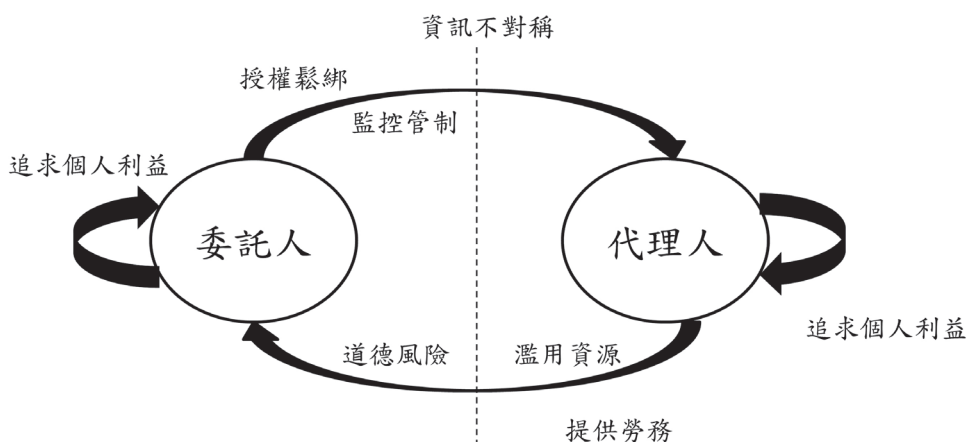 資訊不對稱
授權鬆綁
監控管制
追求個人利益
委託人
代理人
追求個人利益
道德風險
濫用資源
提供勞務